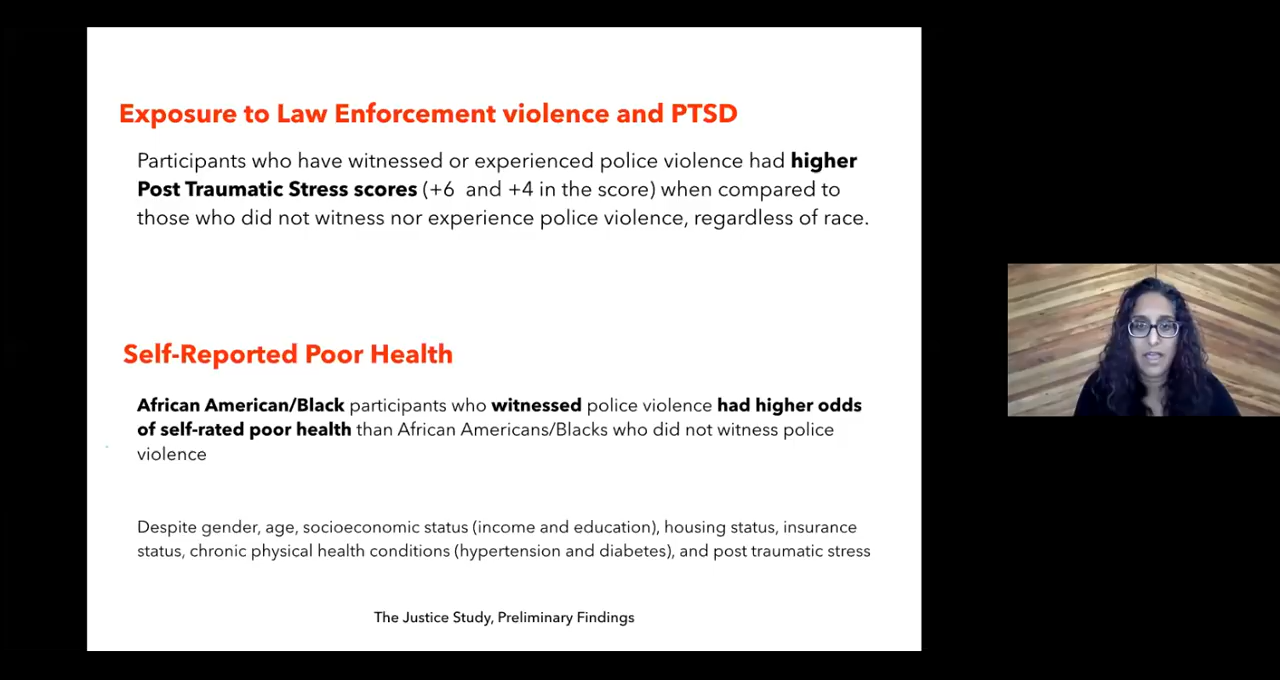 Exposure to Law Enforcement violence and PTSD
Participants who have witnessed or experienced police violence had higher
Post Traumatic Stress scores (+6  and +4 in the score) when compared to
those who did not witness nor experience police violence, regardless of race.
Self-Reported Poor Health
African American/Black participants who witnessed police violence had higher odds
of self-rated poor health than African Americans/Blacks who did not witness police
violence
Despite gender, age, socioeconomic status (income and education), housing status, insurance
status, chronic physical health conditions (hypertension and diabetes), and post traumatic stress
The Justice Study, Preliminary Findings